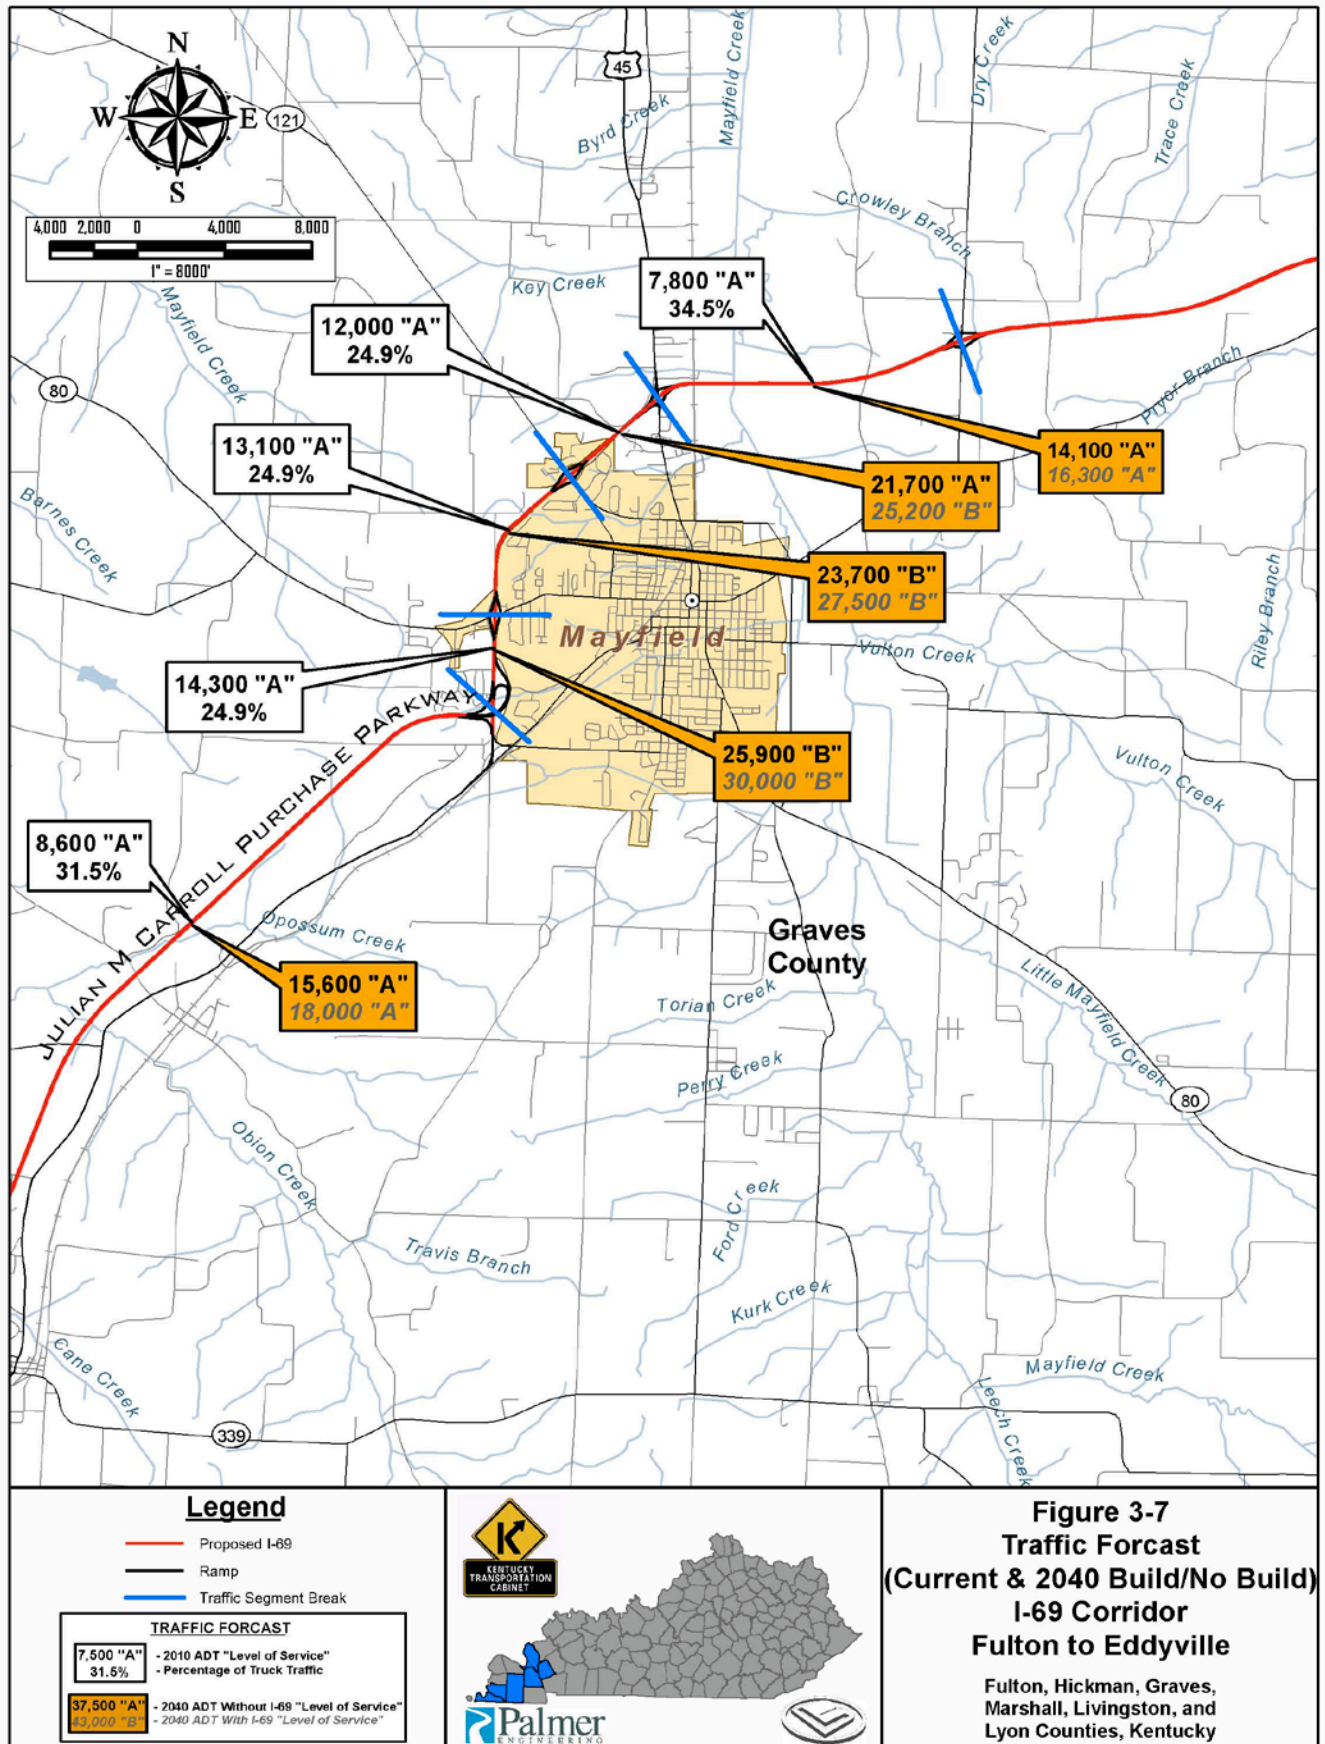 N
W
E
S
121
45
Byrd Creek
Mayfield Creek
Dry Creek
Trace Creek
Crowley Branch
4,000 2,000 0 4,000 8,000
1" = 8000'
Key Creek
7,800 "A"
34.5%
Mayfield Creek
12,000 "A"
24.9%
80
Pryor Branch
13,100 "A"
24.9%
14,100 "A"
16,300 "A"
21,700 "A"
25,200 "B"
Barnes Creek
23,700 "B"
27,500 "B"
Riley Branch
Mayfield
Vulton Creek
14,300 "A"
24.9%
25,900 "B"
30,000 "B"
Vulton Creek
JULIAN M CARROLL PURCHASE PARKWAY
8,600 "A"
31.5%
Opossum Creek
Graves
County
15,600 "A"
18,000 "A"
Torian Creek
Little Mayfield Creek
Perry Creek
80
Obion Creek
Ford Creek
Travis Branch
Kurk Creek
Cane Creek
Mayfield Creek
Leech Creek
339
Legend
Proposed I-69
Ramp
Traffic Segment Break
TRAFFIC FORCAST
7,500 "A" - 2010 ADT "Level of Service"
31.5% - Percentage of Truck Traffic
37,500 "A" - 2040 ADT Without I-69 "Level of Service"
43,000 "B" - 2040 ADT With I-69 "Level of Service"
KENTUCKY
TRANSPORTATION
CABINET
Palmer
ENGINEERING
Figure 3-7
Traffic Forcast
(Current & 2040 Build/No Build)
I-69 Corridor
Fulton to Eddyville
Fulton, Hickman, Graves,
Marshall, Livingston, and
Lyon Counties, Kentucky